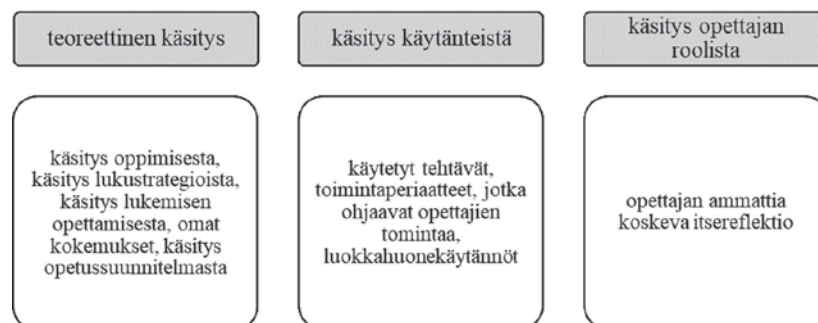 teoreettinen käsitys
käsitys käytänteistä
käsitys opettajan
roolista
käsitys oppimisesta,
käsitys lukustrategioista,
käsitys lukemisen
opettamisesta, omat
kokemukset, käsitys
opetussuunnitelmasta
käytetyt tehtävät,
toimintaperiaatteet, jotka
ohjaavat opettajien
tomintaa,
luokkahuonekäytännöt
opettajan ammattia
koskeva itsereflektio